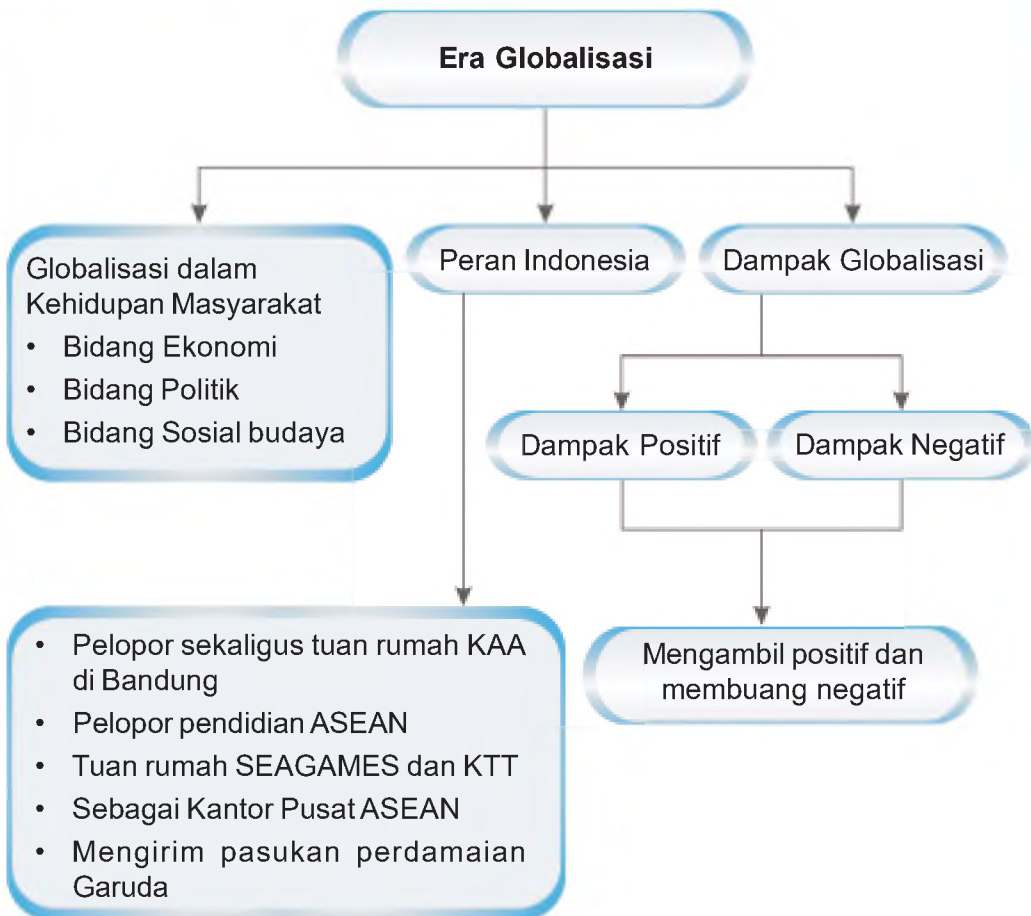 Era Globalisasi
Globalisasi dalam
Kehidupan Masyarakat
• Bidang Ekonomi
• Bidang Politik
• Bidang Sosial budaya
Peran Indonesia
Dampak Globalisasi
Dampak Positif
Dampak Negatif
• Pelopor sekaligus tuan rumah KAA
di Bandung
• Pelopor pendidian ASEAN
• Tuan rumah SEAGAMES dan KTT
• Sebagai Kantor Pusat ASEAN
• Mengirim pasukan perdamaian
Garuda
Mengambil positif dan
membuang negatif